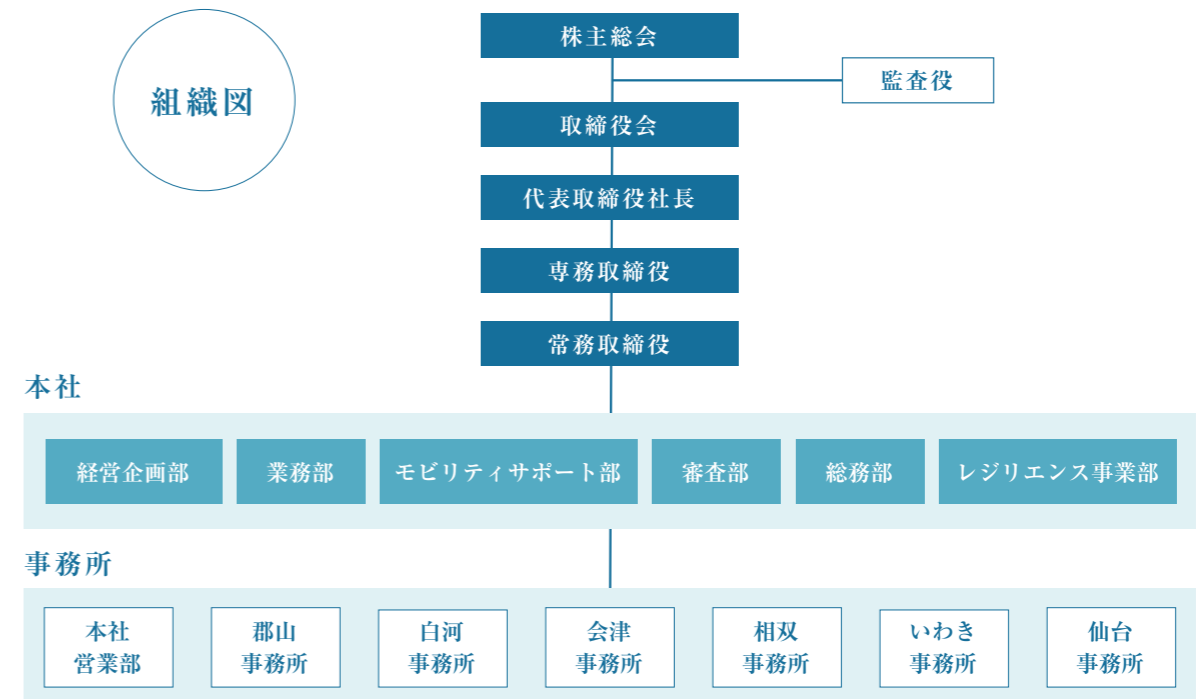 組織図
株主総会
監査役
取締役会
代表取締役社長
専務取締役
常務取締役
本社
経営企画部
業務部
モビリティサポート部
審査部
総務部
レジリエンス事業部
事務所
本社
営業部
郡山
事務所
白河
事務所
会津
事務所
相双
事務所
いわき
事務所
仙台
事務所